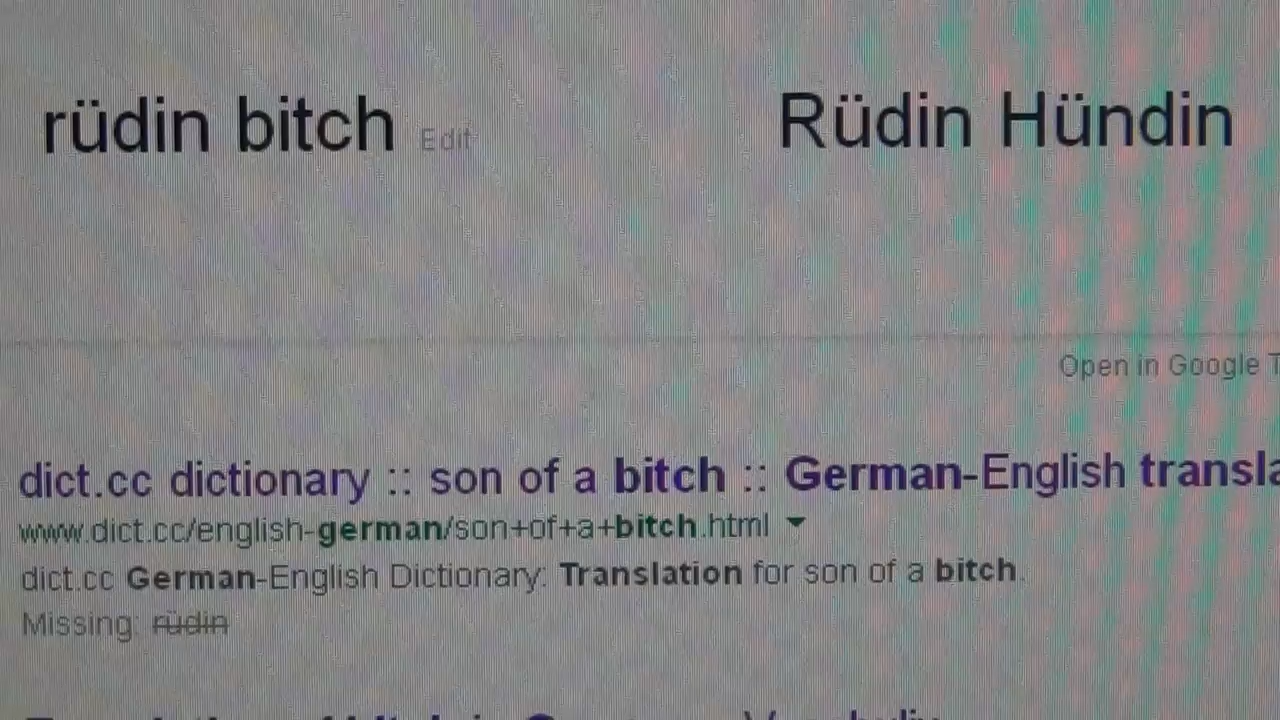 rüdin bitch Edit Rüdin Hündin
Open in Google
dict.cc dictionary :: son of a bitch :: German-English transla
www.dict.cc/english-german/son+of+a+bitch.html
dict.cc German-English Dictionary: Translation for son of a bitch.
Missing: rüdin